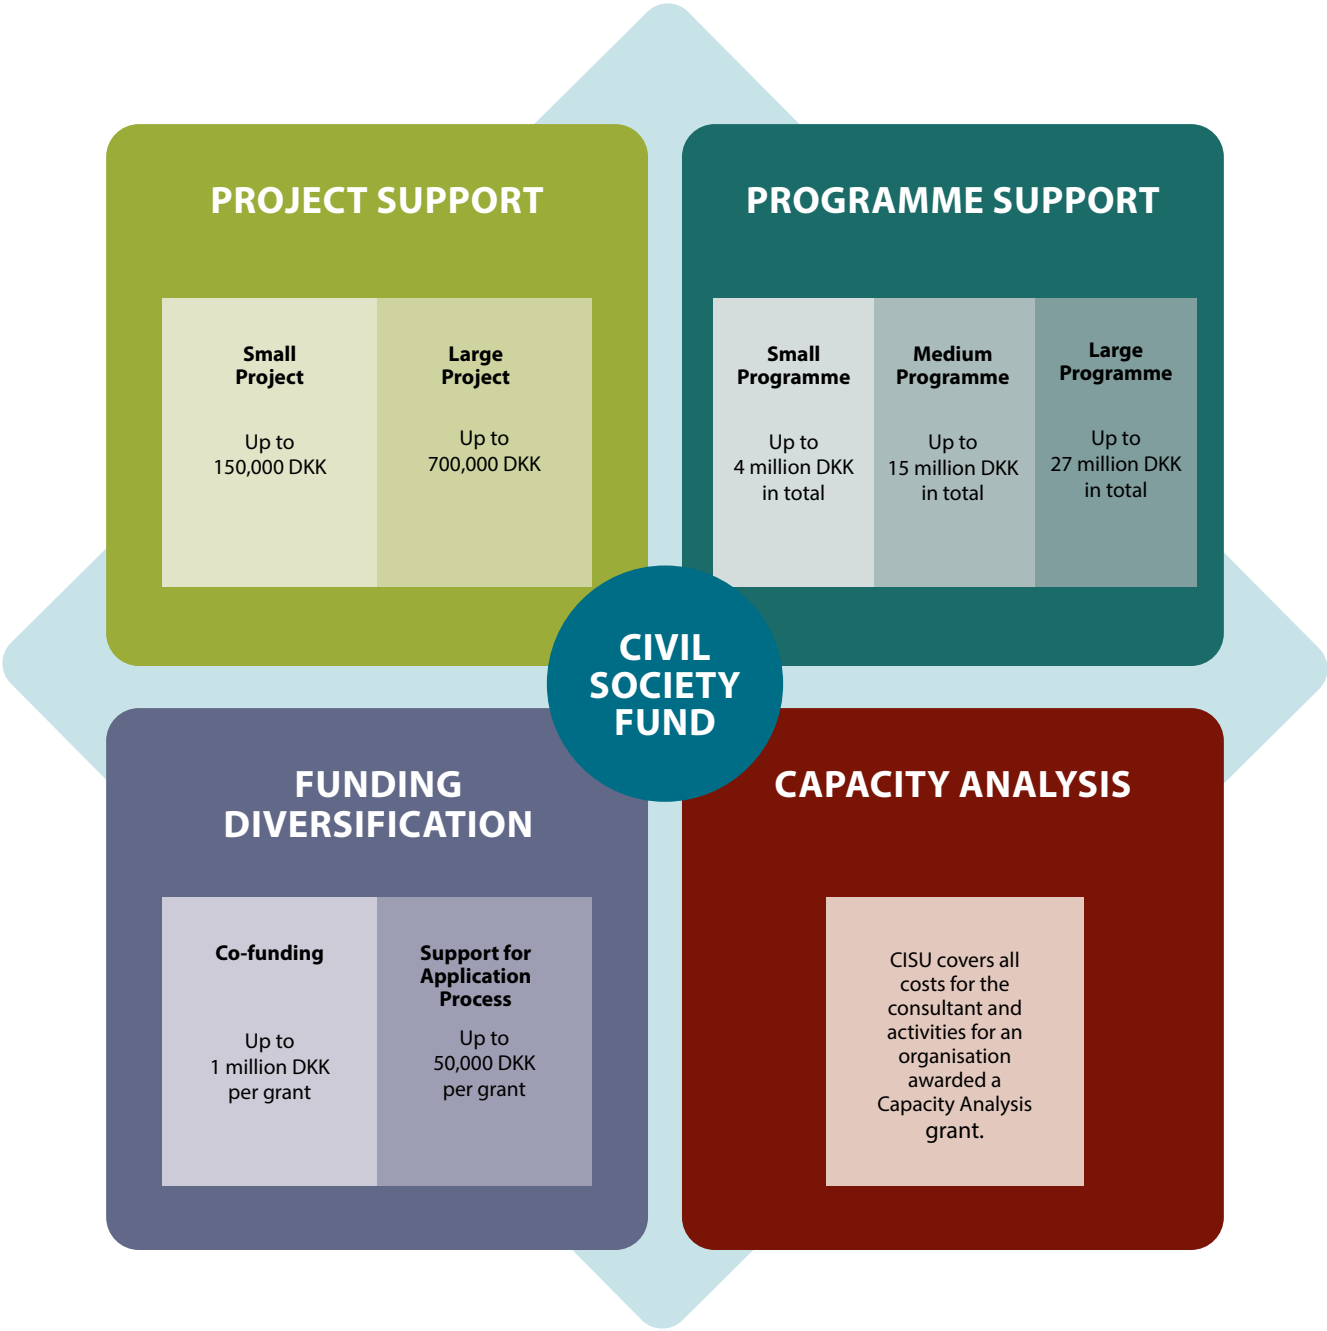 PROJECT SUPPORT
Small
Project
Up to
150,000 DKK
Large
Project
Up to
700,000 DKK
PROGRAMME SUPPORT
Small
Programme
Up to
4 million DKK
in total
Medium
Programme
Up to
15 million DKK
in total
Large
Programme
Up to
27 million DKK
in total
CIVIL
SOCIETY
FUND
FUNDING
DIVERSIFICATION
Co-funding
Up to
1 million DKK
per grant
Support for
Application
Process
Up to
50,000 DKK
per grant
CAPACITY ANALYSIS
CISU covers all
costs for the
consultant and
activities for an
organisation
awarded a
Capacity Analysis
grant.